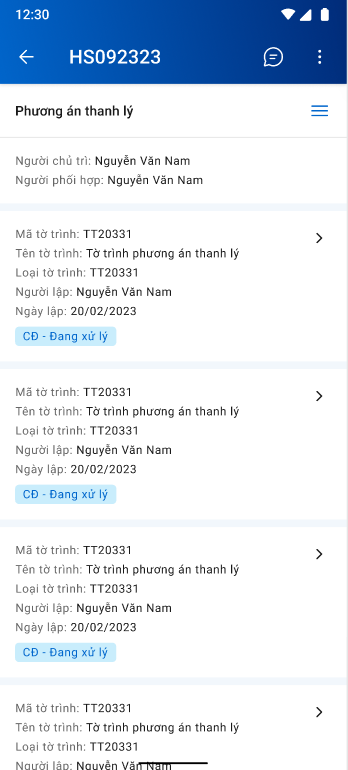 12:30
HS092323
Phương án thanh lý
Người chủ trì: Nguyễn Văn Nam
Người phối hợp: Nguyễn Văn Nam
Mã tờ trình: TT20331
Tên tờ trình: Tờ trình phương án thanh lý
Loại tờ trình: TT20331
Người lập: Nguyễn Văn Nam
Ngày lập: 20/02/2023
CĐ - Đang xử lý
Mã tờ trình: TT20331
Tên tờ trình: Tờ trình phương án thanh lý
Loại tờ trình: TT20331
Người lập: Nguyễn Văn Nam
Ngày lập: 20/02/2023
CĐ - Đang xử lý
Mã tờ trình: TT20331
Tên tờ trình: Tờ trình phương án thanh lý
Loại tờ trình: TT20331
Người lập: Nguyễn Văn Nam
Ngày lập: 20/02/2023
CĐ - Đang xử lý
Mã tờ trình: TT20331
Tên tờ trình: Tờ trình phương án thanh lý
Loại tờ trình: TT20331
Người lập: Nguyễn Văn Nam